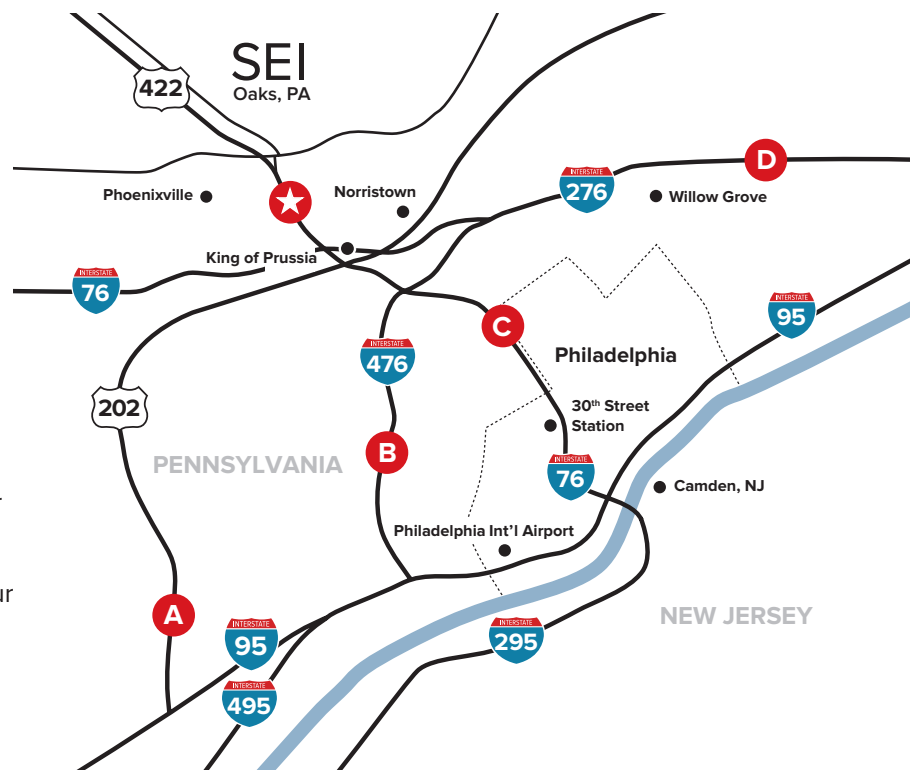 SEI
Oaks, PA
422
D
INTERSTATE
276
Phoenixville
Norristown
Willow Grove
King of Prussia
INTERSTATE
76
INTERSTATE
95
C
Philadelphia
INTERSTATE
476
202
30th Street
Station
B
PENNSYLVANIA
INTERSTATE
76
Camden, NJ
Philadelphia Int'l Airport
ur
A
NEW JERSEY
INTERSTATE
95
INTERSTATE
295
INTERSTATE
495